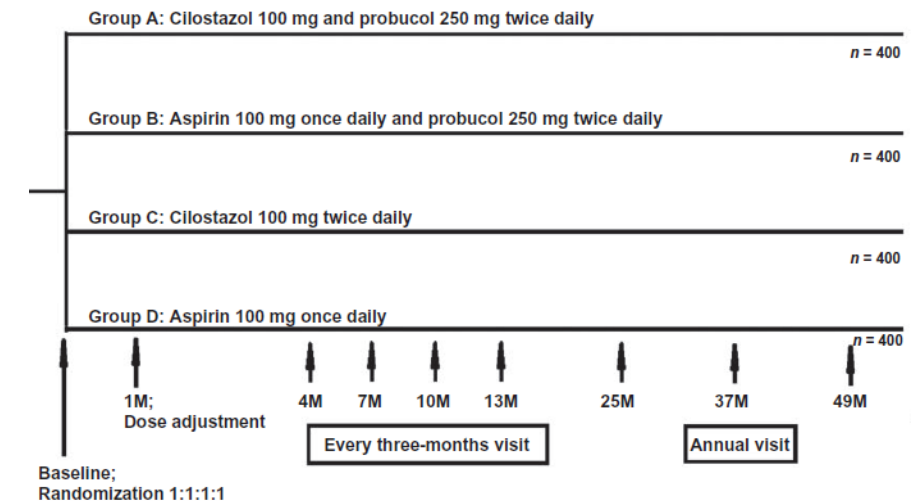 Group A: Cilostazol 100 mg and probucol 250 mg twice daily
n = 400
Group B: Aspirin 100 mg once daily and probucol 250 mg twice daily
n = 400
Group C: Cilostazol 100 mg twice daily
n = 400
Group D: Aspirin 100 mg once daily
n = 400
1M; 4M 7M 10M 13M 25M 37M 49M
Dose adjustment
Every three-months visit Annual visit
Baseline;
Randomization 1:1:1:1